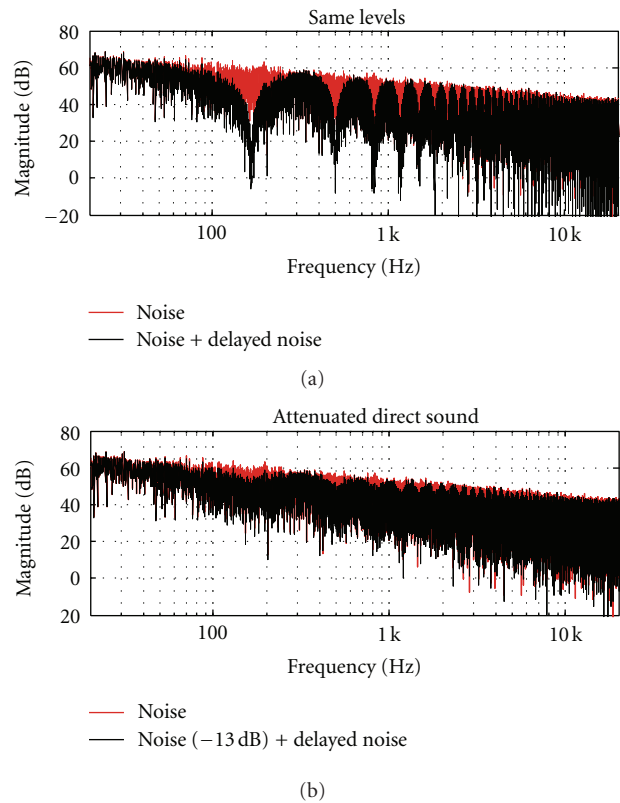 Same levels
80
60
40
20
0
−20
Magnitude (dB)
100
1 k
10 k
Frequency (Hz)
Noise
Noise + delayed noise
(a)
Attenuated direct sound
80
60
40
20
0
20
Magnitude (dB)
100
1 k
10 k
Frequency (Hz)
Noise
Noise (−13 dB) + delayed noise
(b)